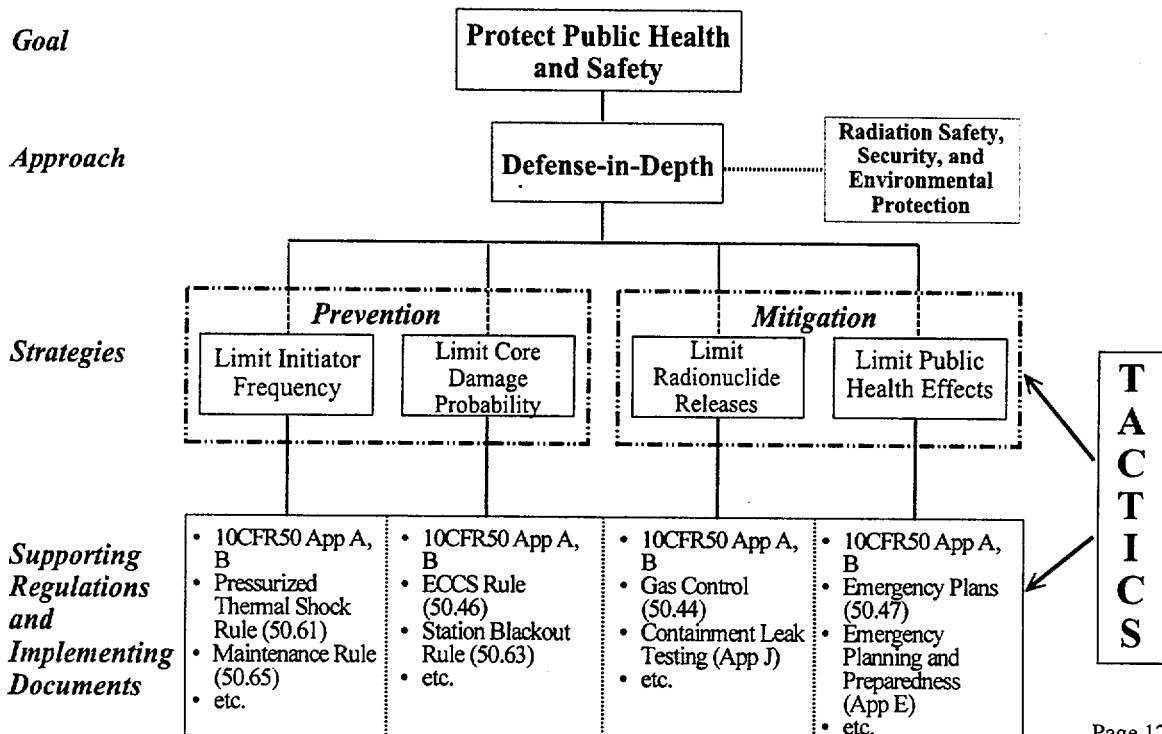 Goal
Protect Public Health
and Safety
Approach
Defense-in-Depth
Radiation Safety,
Security, and
Environmental
Protection
Strategies
Prevention
Limit Initiator
Frequency
Limit Core
Damage
Probability
Mitigation
Limit
Radionuclide
Releases
Limit Public
Health Effects
TACTICS
Supporting
Regulations
and
Implementing
Documents
• 10CFR50 App A,
B
• Pressurized
Thermal Shock
Rule (50.61)
• Maintenance Rule
(50.65)
• etc.
• 10CFR50 App A,
B
• ECCS Rule
(50.46)
• Station Blackout
Rule (50.63)
• etc.
• 10CFR50 App A,
B
• Gas Control
(50.44)
• Containment Leak
Testing (App J)
• etc.
• 10CFR50 App A,
B
• Emergency Plans
(50.47)
• Emergency
Planning and
Preparedness
(App E)
• etc.
Page 12